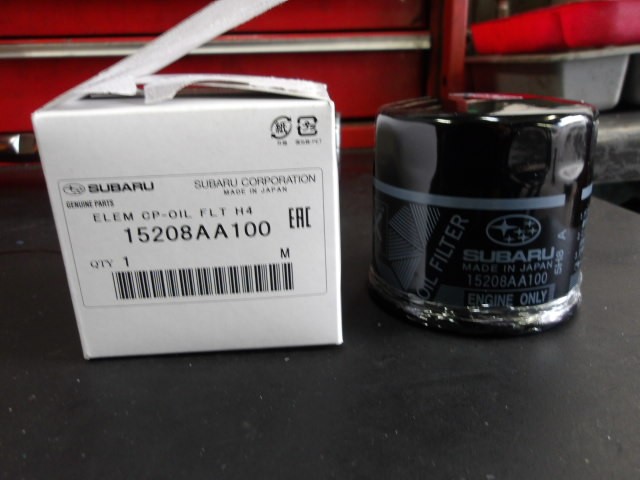 紙
SUBARU
GENUINE PARTS
SUBARU CORPORATION
MADE IN JAPAN
ELEM CP-OIL FLT H4
15208AA100
EAC
QTY 1
M
OIL FILTER
SUBARU
MADE IN JAPAN
15208AA100
ENGINE ONLY